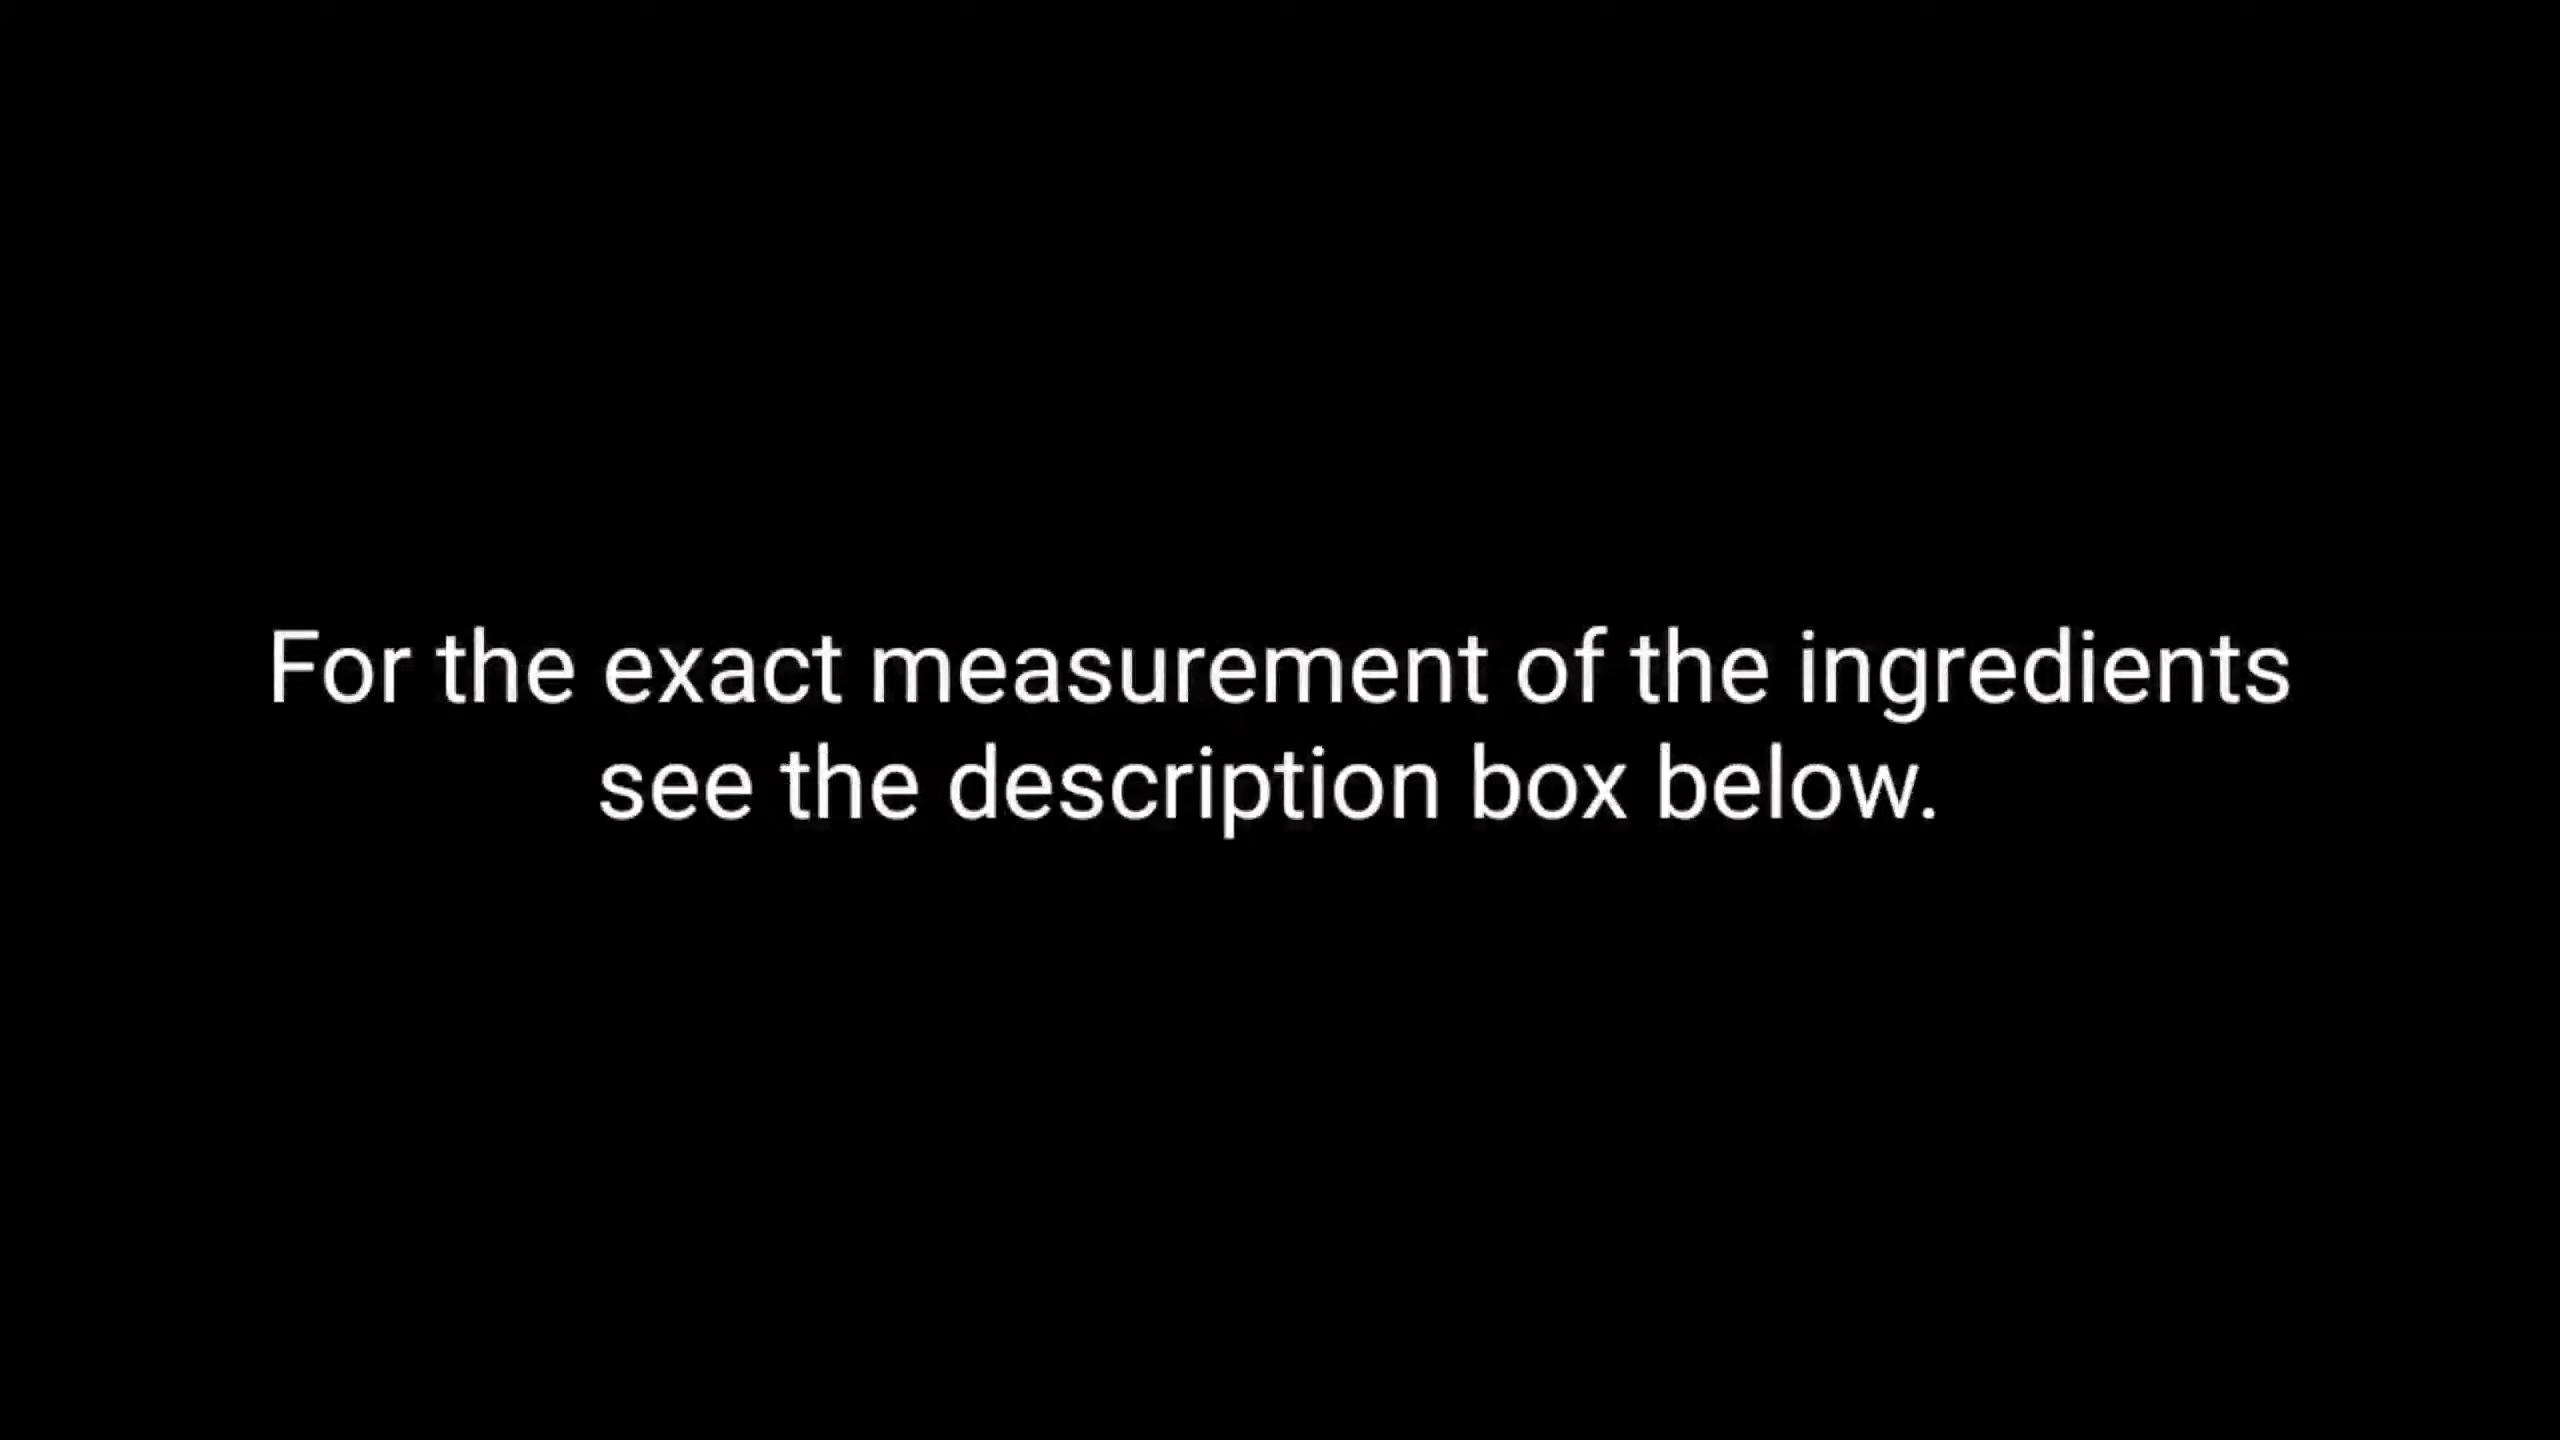 For the exact measurement of the ingredients
see the description box below.